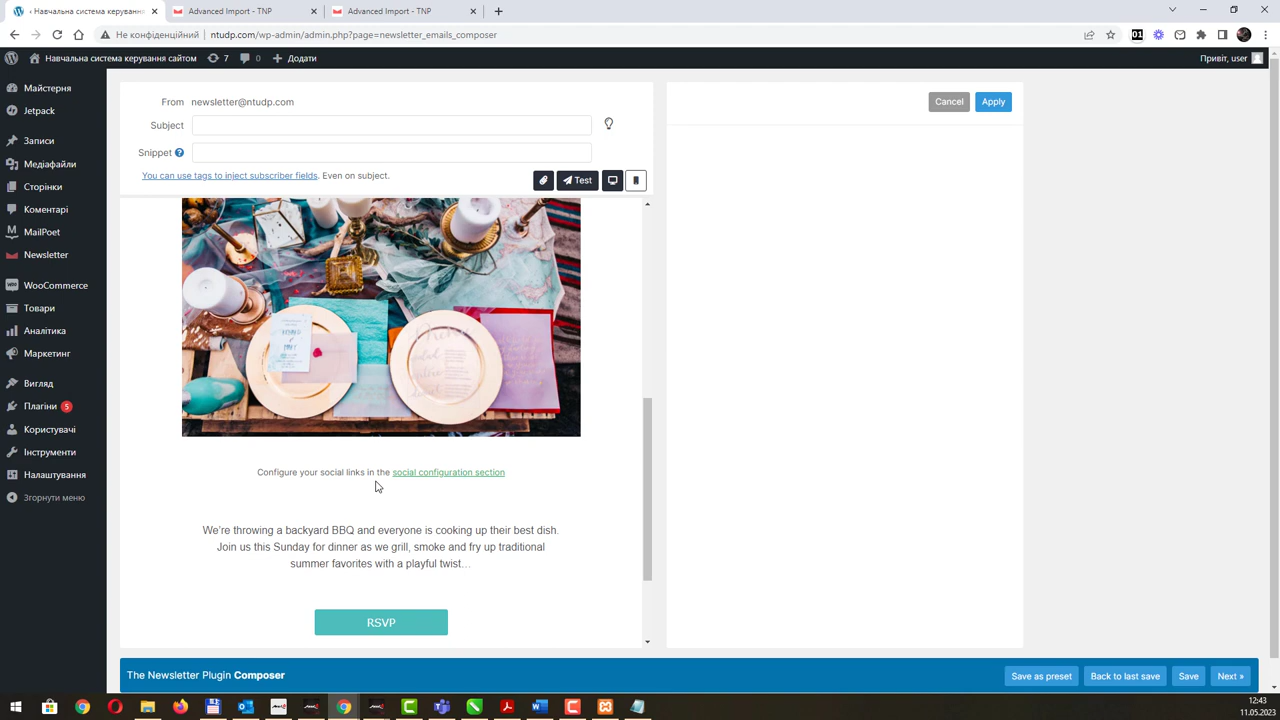 ‹ Навчальна система керування
Advanced Import - TNP
Advanced Import - TNP
Не конфіденційний
ntudp.com/wp-admin/admin.php?page=newsletter_emails_composer
01
Навчальна система керування сайтом
7
0
Додати
Привіт, user
Майстерня
Jetpack
Записи
Медіафайли
Сторінки
Коментарі
MailPoet
Newsletter
WooCommerce
Товари
Аналітика
Маркетинг
Вигляд
Плагіни 5
Користувачі
Інструменти
Налаштування
Згорнути меню
From newsletter@ntudp.com
Subject
Snippet ?
You can use tags to inject subscriber fields. Even on subject.
Test
Cancel
Apply
Configure your social links in the social configuration section
We're throwing a backyard BBQ and everyone is cooking up their best dish.
Join us this Sunday for dinner as we grill, smoke and fry up traditional
summer favorites with a playful twist…
RSVP
The Newsletter Plugin Composer
Save as preset
Back to last save
Save
Next »
12:43
11.05.2023